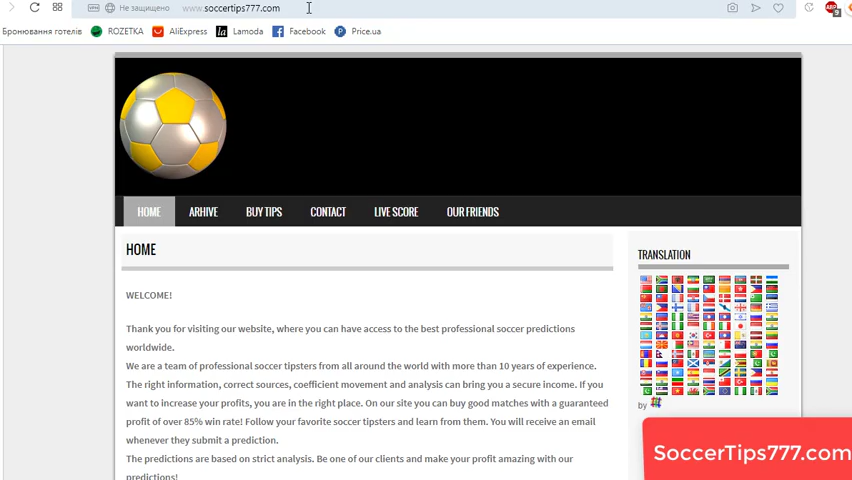 Не защищено www.soccertips777.com
Бронювання готелів ROZETKA AliExpress la Lamoda Facebook P Price.ua
HOME ARHIVE BUY TIPS CONTACT LIVE SCORE OUR FRIENDS
HOME
WELCOME!
Thank you for visiting our website, where you can have access to the best professional soccer predictions
worldwide.
We are a team of professional soccer tipsters from all around the world with more than 10 years of experience.
The right information, correct sources, coefficient movement and analysis can bring you a secure income. If you
want to increase your profits, you are in the right place. On our site you can buy good matches with a guaranteed
profit of over 85% win rate! Follow your favorite soccer tipsters and learn from them. You will receive an email
whenever they submit a prediction.
The predictions are based on strict analysis. Be one of our clients and make your profit amazing with our
predictions!
TRANSLATION
by
SoccerTips777.com